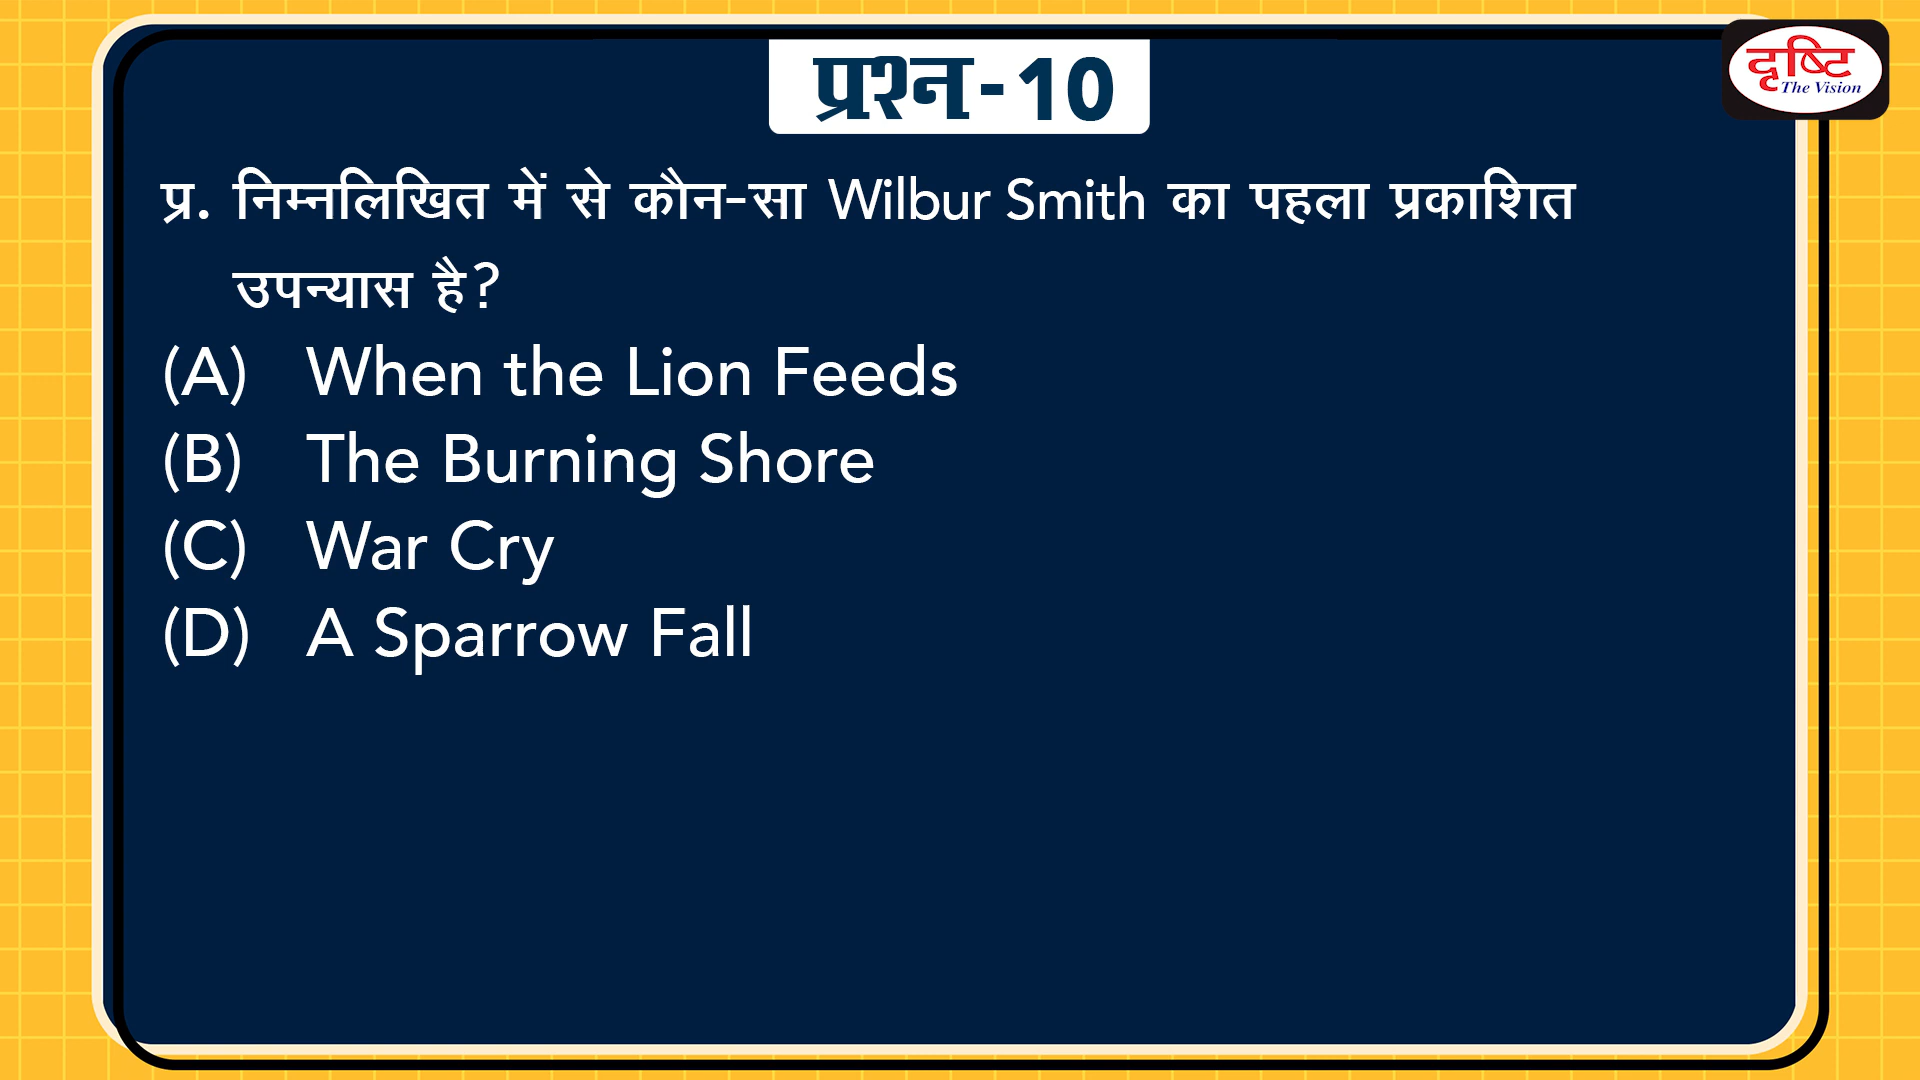 प्रश्न-10
दृष्टि
The Vision
प्र. निम्नलिखित में से कौन-सा Wilbur Smith का पहला प्रकाशित
उपन्यास है?
(A) When the Lion Feeds
(B) The Burning Shore
(C) War Cry
(D) A Sparrow Fall